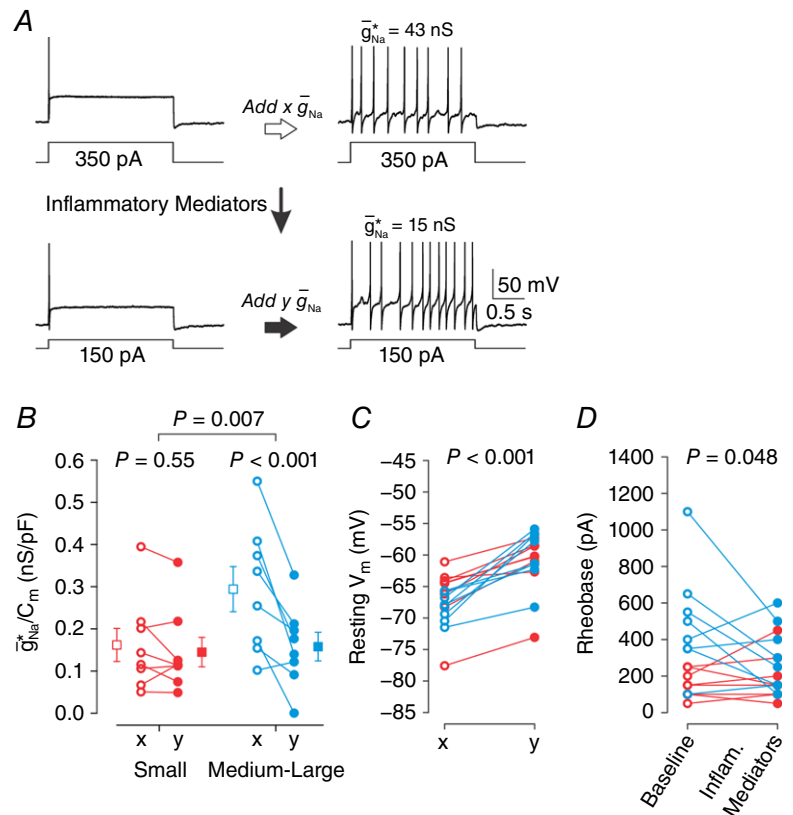 A
ḡ*Na = 43 nS
Add x ḡNa
350 pA
350 pA
Inflammatory Mediators
ḡ*Na = 15 nS
Add y ḡNa
50 mV
0.5 s
150 pA
150 pA
B
P = 0.007
P = 0.55
P < 0.001
ḡ*Na/Cm (nS/pF)
0.6
0.5
0.4
0.3
0.2
0.1
0.0
x
y
x
y
Small
Medium-Large
C
P < 0.001
Resting Vm (mV)
−45
−50
−55
−60
−65
−70
−75
−80
−85
x
y
D
P = 0.048
Rheobase (pA)
1400
1200
1000
800
600
400
200
0
Baseline
Inflam.
Mediators